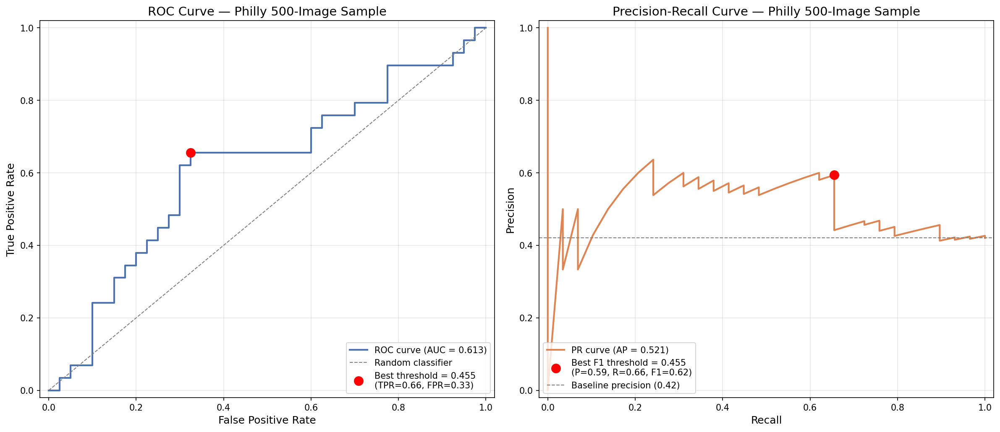 ROC Curve — Philly 500-Image Sample
True Positive Rate
1.0
0.8
0.6
0.4
0.2
0.0
0.0 0.2 0.4 0.6 0.8 1.0
False Positive Rate
ROC curve (AUC = 0.613)
Random classifier
Best threshold = 0.455
(TPR=0.66, FPR=0.33)
Precision-Recall Curve — Philly 500-Image Sample
Precision
1.0
0.8
0.6
0.4
0.2
0.0
0.0 0.2 0.4 0.6 0.8 1.0
Recall
PR curve (AP = 0.521)
Best F1 threshold = 0.455
(P=0.59, R=0.66, F1=0.62)
Baseline precision (0.42)